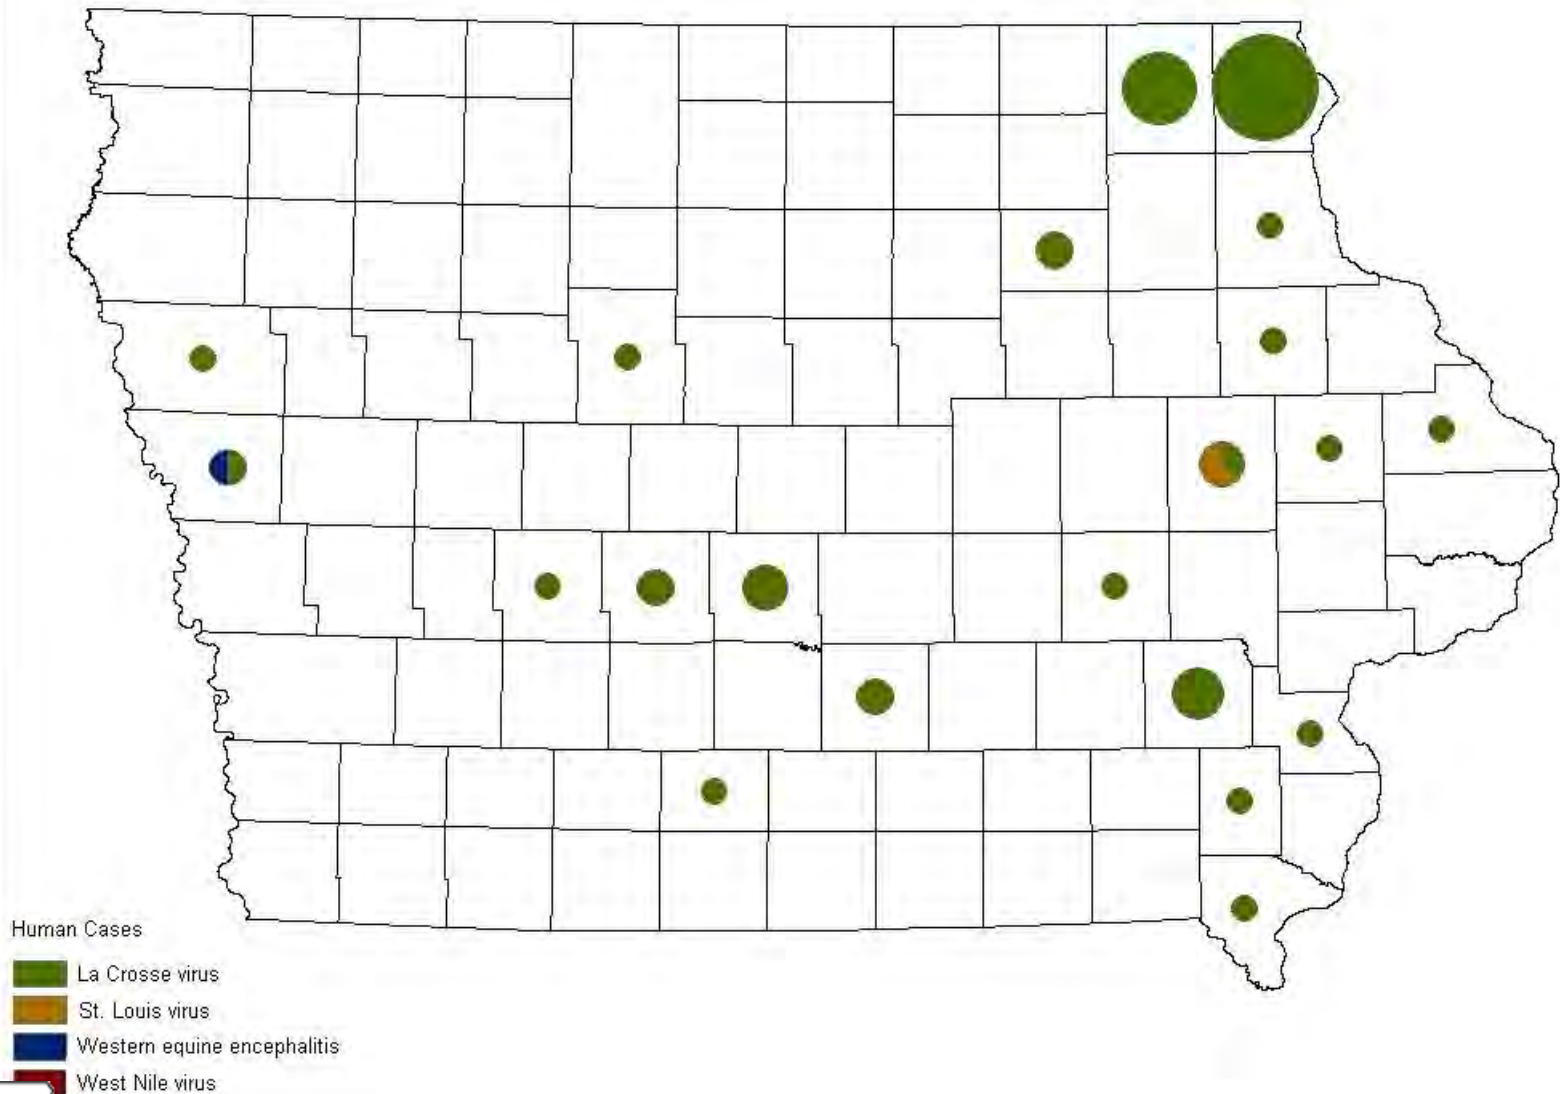 Human Cases
La Crosse virus
St. Louis virus
Western equine encephalitis
West Nile virus